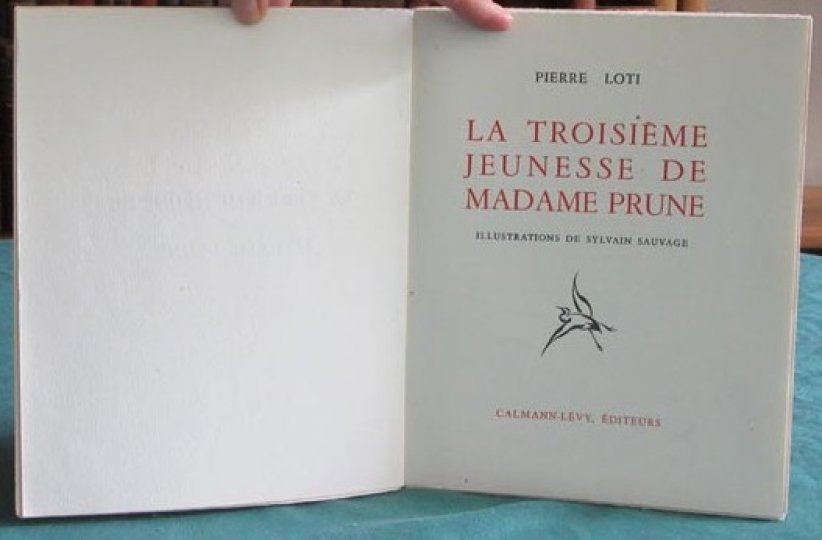 PIERRE LOTI
LA TROISIÈME
JEUNESSE DE
MADAME PRUNE
ILLUSTRATIONS DE SYLVAIN SAUVAGE
CALMANN-LÉVY, ÉDITEURS